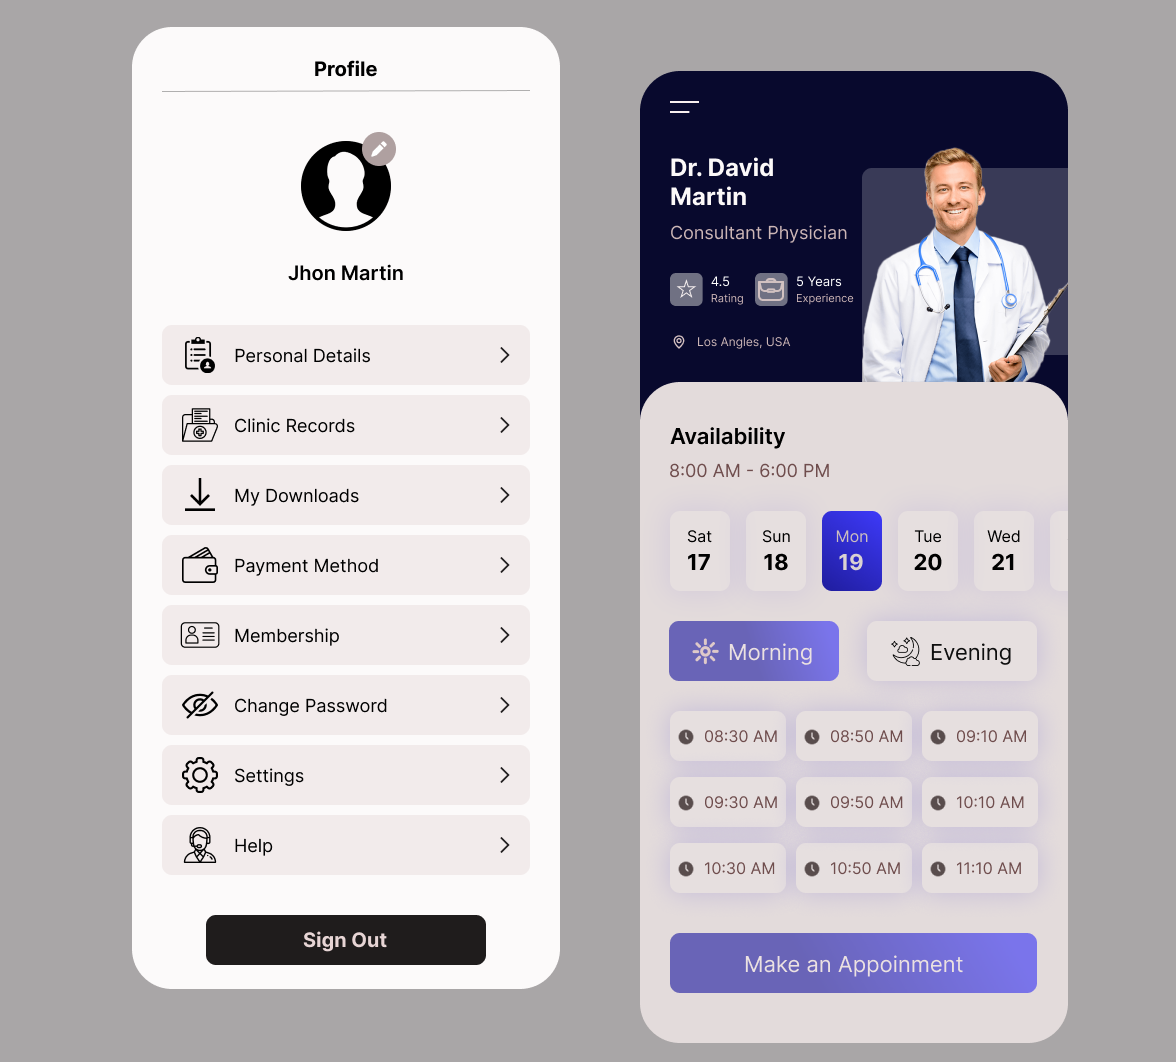 Profile
Jhon Martin
Personal Details
Clinic Records
My Downloads
Payment Method
Membership
Change Password
Settings
Help
Sign Out
Dr. David
Martin
Consultant Physician
4.5
Rating
5 Years
Experience
Los Angles, USA
Availability
8:00 AM - 6:00 PM
Sat Sun Mon Tue Wed
17 18 19 20 21
Morning Evening
08:30 AM 08:50 AM 09:10 AM
09:30 AM 09:50 AM 10:10 AM
10:30 AM 10:50 AM 11:10 AM
Make an Appoinment